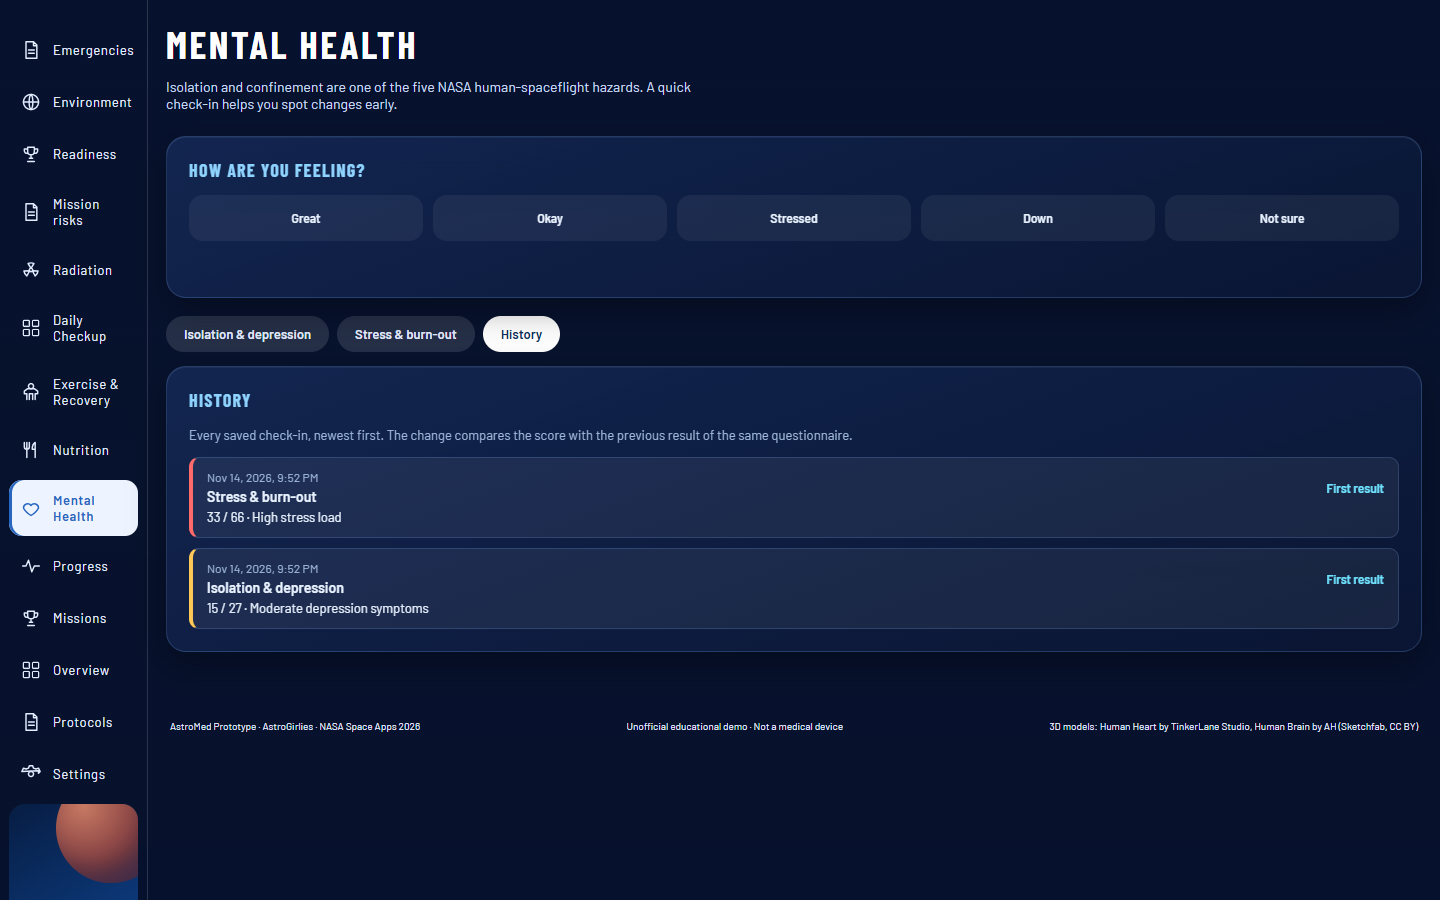 Emergencies
Environment
Readiness
Mission
risks
Radiation
Daily
Checkup
Exercise &
Recovery
Nutrition
Mental
Health
Progress
Missions
Overview
Protocols
Settings
MENTAL HEALTH
Isolation and confinement are one of the five NASA human-spaceflight hazards. A quick
check-in helps you spot changes early.
HOW ARE YOU FEELING?
Great
Okay
Stressed
Down
Not sure
Isolation & depression
Stress & burn-out
History
HISTORY
Every saved check-in, newest first. The change compares the score with the previous result of the same questionnaire.
Nov 14, 2026, 9:52 PM
Stress & burn-out
33 / 66 · High stress load
First result
Nov 14, 2026, 9:52 PM
Isolation & depression
15 / 27 · Moderate depression symptoms
First result
AstroMed Prototype · AstroGirlies · NASA Space Apps 2026
Unofficial educational demo · Not a medical device
3D models: Human Heart by TinkerLane Studio, Human Brain by AH (Sketchfab, CC BY)